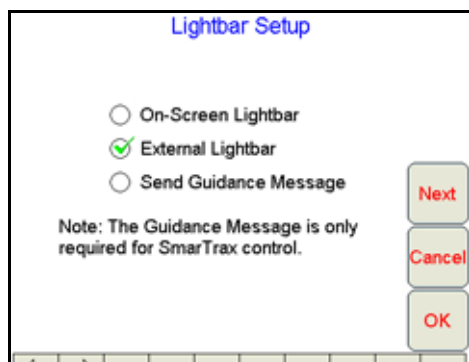 Lightbar Setup
On-Screen Lightbar
External Lightbar
Send Guidance Message
Note: The Guidance Message is only
required for SmarTrax control.
Next
Cancel
OK